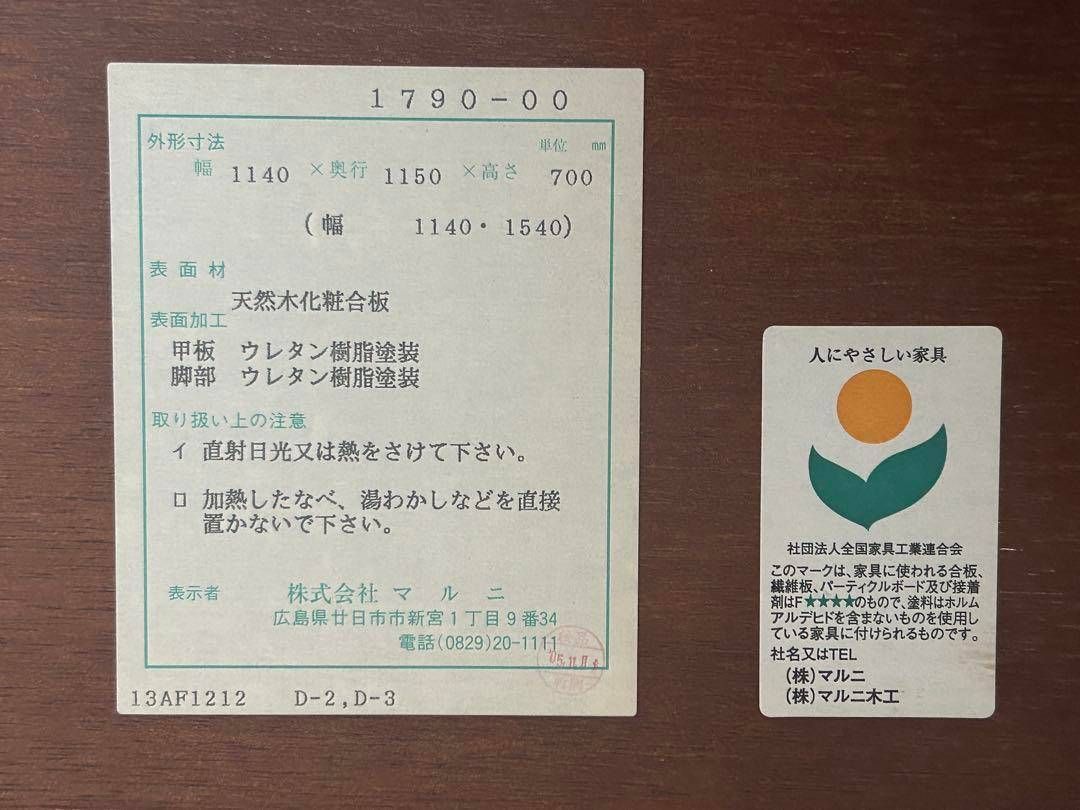 1790-00
外形寸法 単位 mm
幅 1140 ×奥行 1150 ×高さ 700
(幅 1140・1540)
表面材
天然木化粧合板
表面加工
甲板 ウレタン樹脂塗装
脚部 ウレタン樹脂塗装
取り扱い上の注意
イ 直射日光又は熱をさけて下さい。
ロ 加熱したなべ、湯わかしなどを直接
置かないで下さい。
表示者 株式会社マルニ
広島県廿日市市新宮1丁目9番34
電話(0829)20-1111
13AF1212 D-2,D-3
人にやさしい家具
社団法人全国家具工業連合会
このマークは、家具に使われる合板、
繊維板、パーティクルボード及び接着
剤はF★★★★のもので、塗料はホルム
アルデヒドを含まないものを使用し
ている家具に付けられるものです。
社名又はTEL
(株)マルニ
(株)マルニ木工